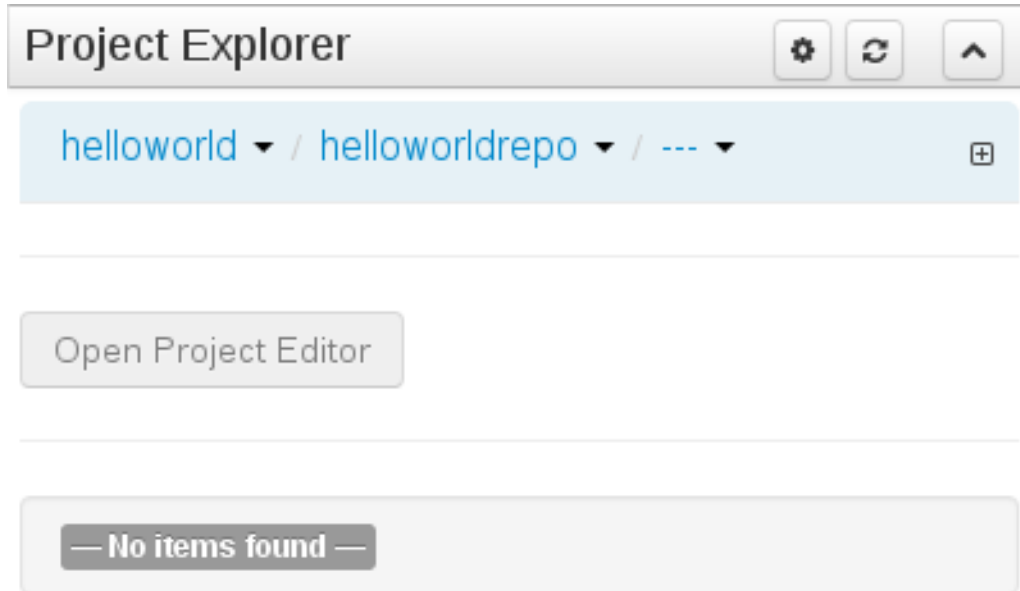 Project Explorer
helloworld / helloworldrepo / ---
Open Project Editor
— No items found —